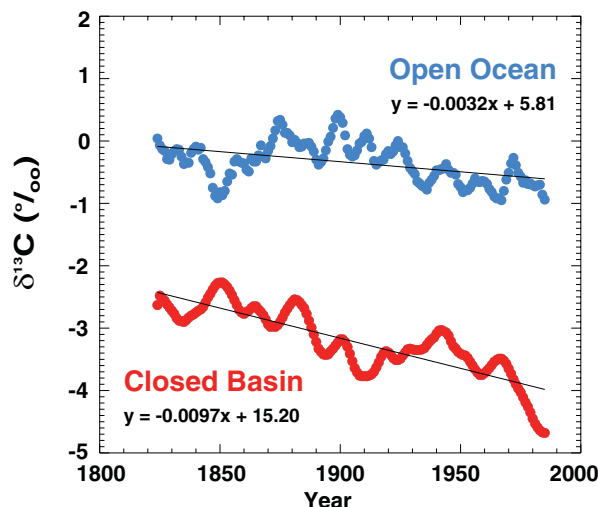 2
Open Ocean
y = -0.0032x + 5.81
1
0
-1
-2
-3
-4
-5
δ¹³C (°/₀₀)
Closed Basin
y = -0.0097x + 15.20
1800 1850 1900 1950 2000
Year